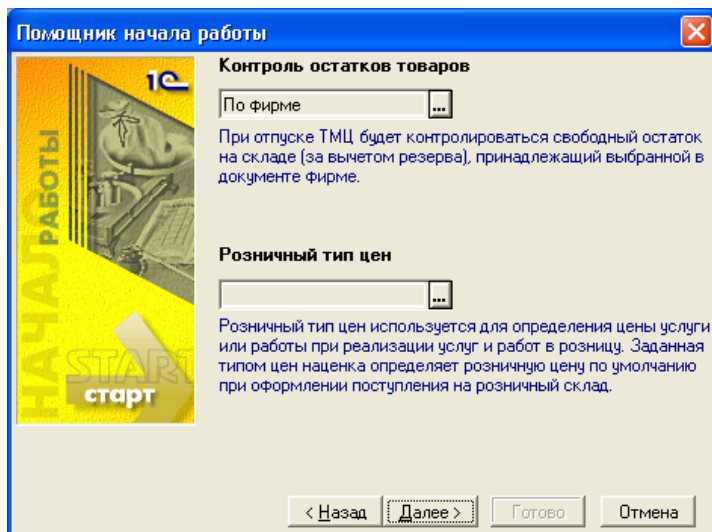 Помощник начала работы
1С
НАЧАЛО
РАБОТЫ
START
старт
Контроль остатков товаров
По фирме
...
При отпуске ТМЦ будет контролироваться свободный остаток
на складе (за вычетом резерва), принадлежащий выбранной в
документе фирме.
Розничный тип цен
...
Розничный тип цен используется для определения цены услуги
или работы при реализации услуг и работ в розницу. Заданная
типом цен наценка определяет розничную цену по умолчанию
при оформлении поступления на розничный склад.
< Назад
Далее >
Готово
Отмена